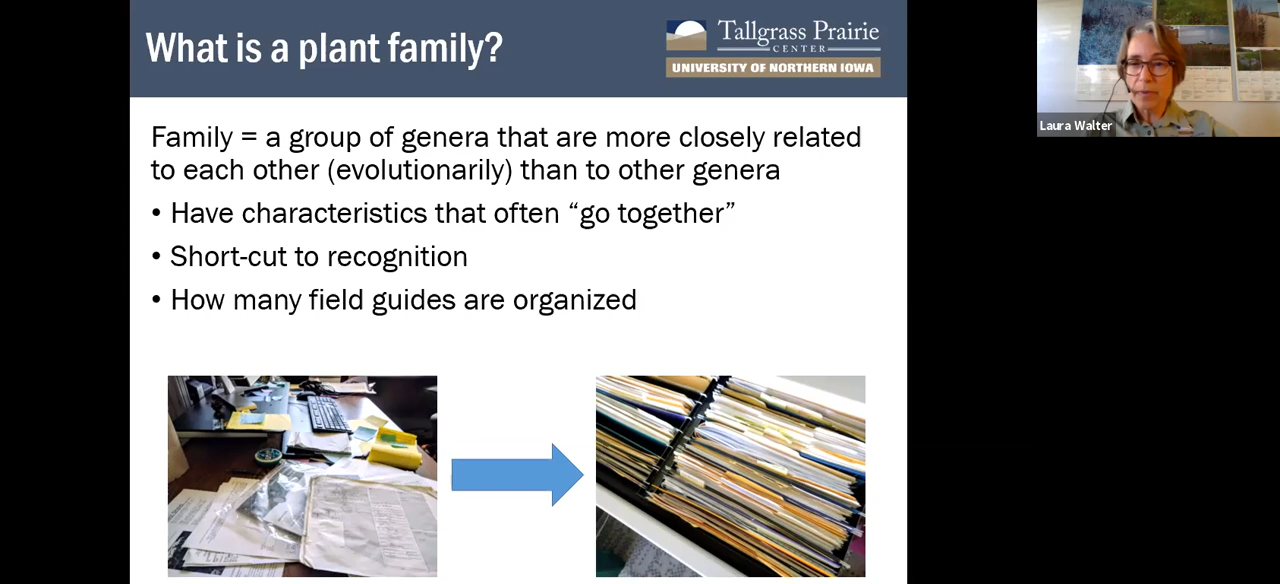 What is a plant family?
Tallgrass Prairie
CENTER
UNIVERSITY OF NORTHERN IOWA
Laura Walter
Family = a group of genera that are more closely related
to each other (evolutionarily) than to other genera
• Have characteristics that often “go together”
• Short-cut to recognition
• How many field guides are organized